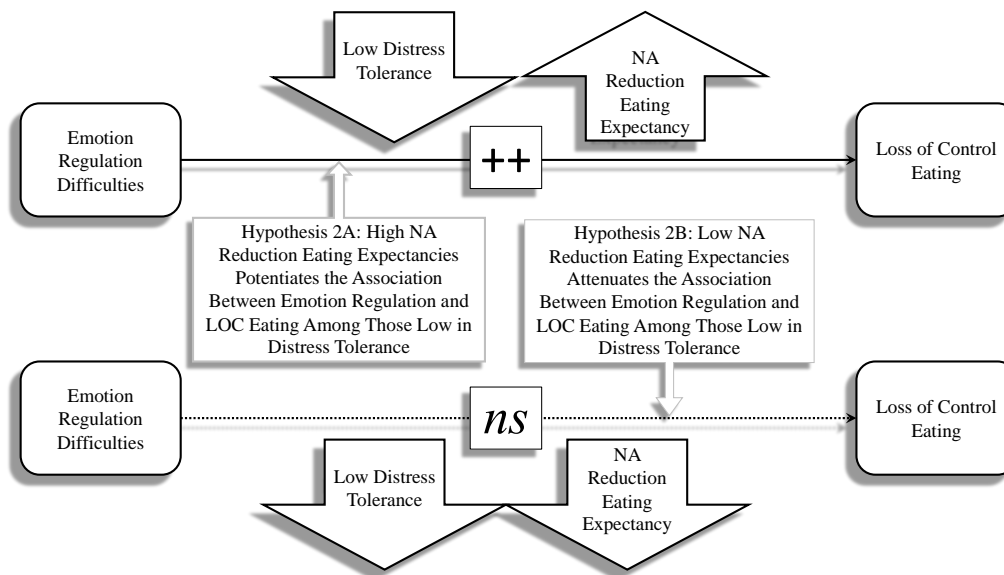 Low Distress
Tolerance
NA
Reduction
Eating
Expectancy
Emotion
Regulation
Difficulties
++
Loss of Control
Eating
Hypothesis 2A: High NA
Reduction Eating Expectancies
Potentiates the Association
Between Emotion Regulation and
LOC Eating Among Those Low in
Distress Tolerance
Hypothesis 2B: Low NA
Reduction Eating Expectancies
Attenuates the Association
Between Emotion Regulation and
LOC Eating Among Those Low in
Distress Tolerance
Emotion
Regulation
Difficulties
ns
Loss of Control
Eating
Low Distress
Tolerance
NA
Reduction
Eating
Expectancy